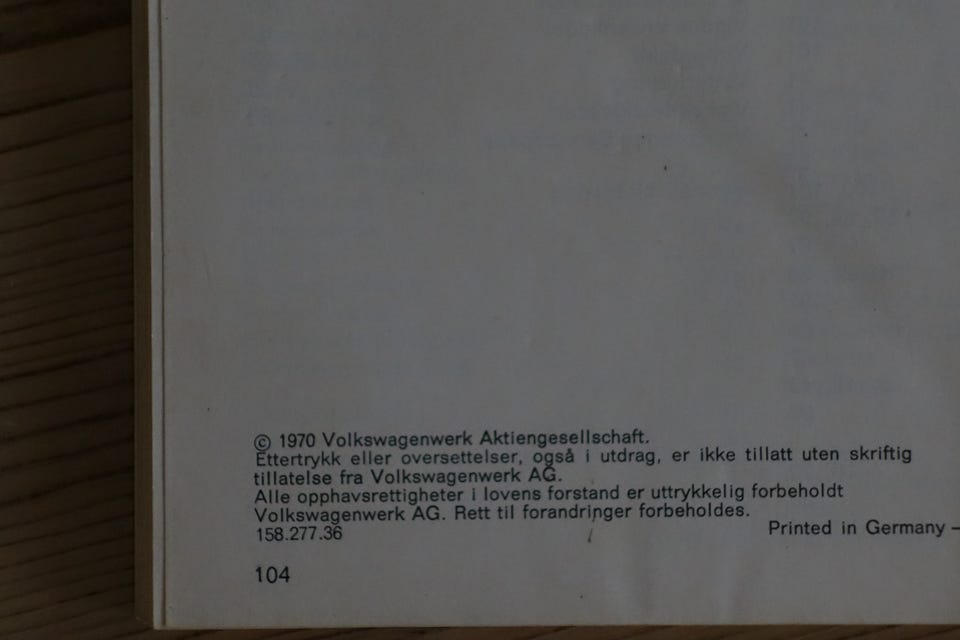 © 1970 Volkswagenwerk Aktiengesellschaft.
Ettertrykk eller oversettelser, også i utdrag, er ikke tillatt uten skriftig
tillatelse fra Volkswagenwerk AG.
Alle opphavsrettigheter i lovens forstand er uttrykkelig forbeholdt
Volkswagenwerk AG. Rett til forandringer forbeholdes.
158.277.36 Printed in Germany –
104